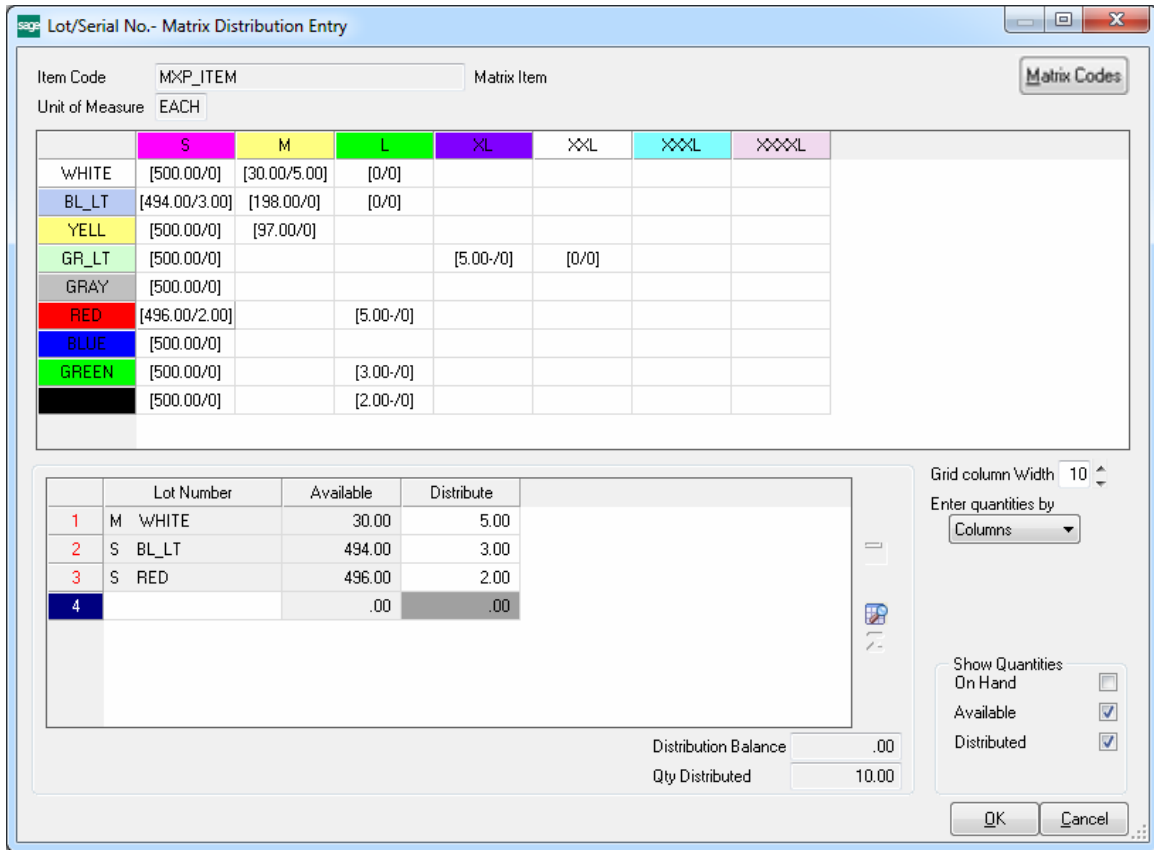 sage Lot/Serial No.- Matrix Distribution Entry
Item Code MXP_ITEM Matrix Item Matrix Codes
Unit of Measure EACH
S M L XL XXL XXXL XXXXL
WHITE [500.00/0] [30.00/5.00] [0/0]
BL_LT [494.00/3.00] [198.00/0] [0/0]
YELL [500.00/0] [97.00/0]
GR_LT [500.00/0] [5.00-/0] [0/0]
GRAY [500.00/0]
RED [496.00/2.00] [5.00-/0]
BLUE [500.00/0]
GREEN [500.00/0] [3.00-/0]
[500.00/0] [2.00-/0]
Grid column Width 10
Lot Number Available Distribute
Enter quantities by
1 M WHITE 30.00 5.00
Columns
2 S BL_LT 494.00 3.00
3 S RED 496.00 2.00
4 .00 .00
Show Quantities
On Hand
Available
Distributed
Distribution Balance .00
Qty Distributed 10.00
OK Cancel